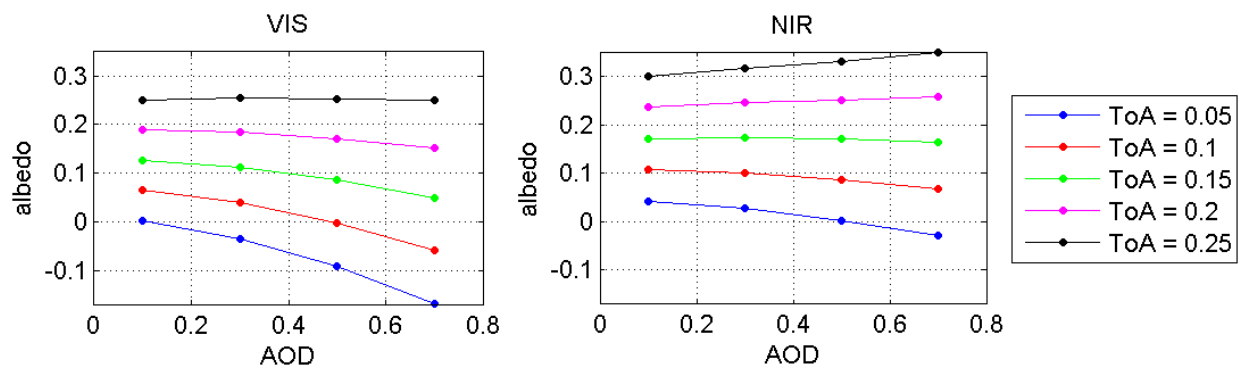 VIS
albedo
0.3
0.2
0.1
0
-0.1
0
0.2
0.4
0.6
0.8
AOD
NIR
albedo
0.3
0.2
0.1
0
-0.1
0
0.2
0.4
0.6
0.8
AOD
ToA = 0.05
ToA = 0.1
ToA = 0.15
ToA = 0.2
ToA = 0.25